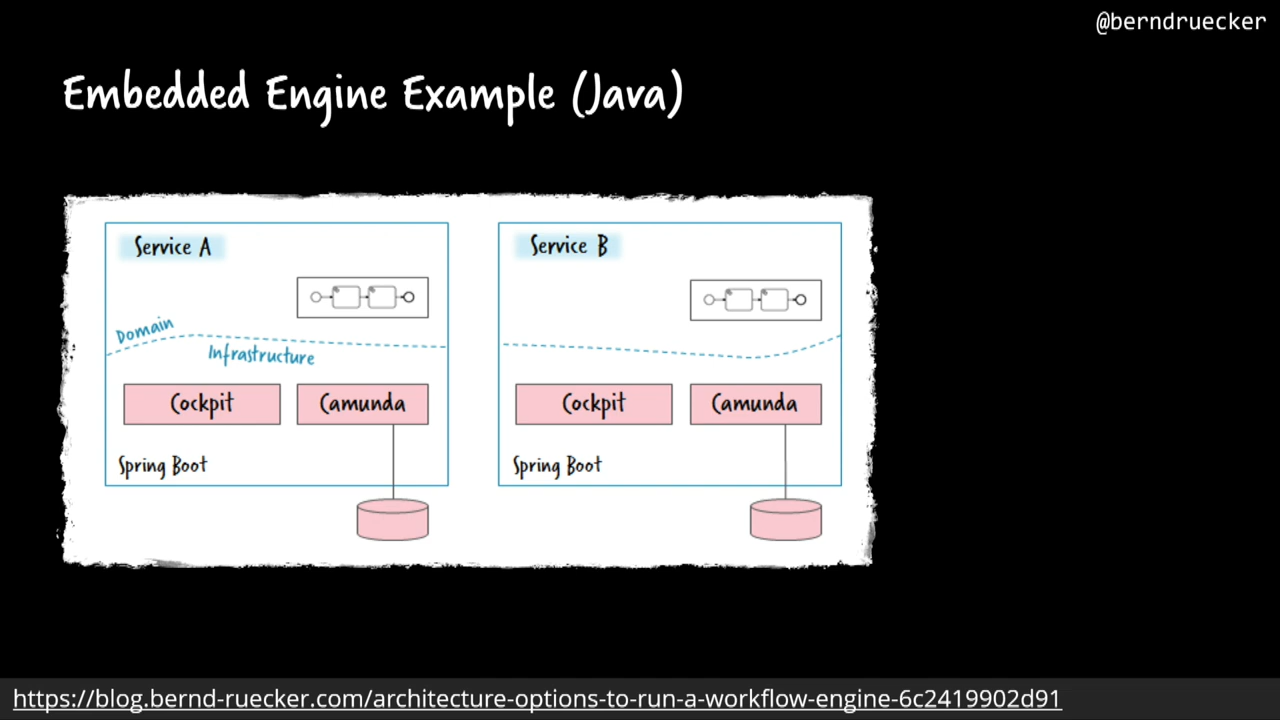 @berndruecker
Embedded Engine Example (Java)
Service A
Service B
Domain
Infrastructure
Cockpit
Camunda
Cockpit
Camunda
Spring Boot
Spring Boot
https://blog.bernd-ruecker.com/architecture-options-to-run-a-workflow-engine-6c2419902d91